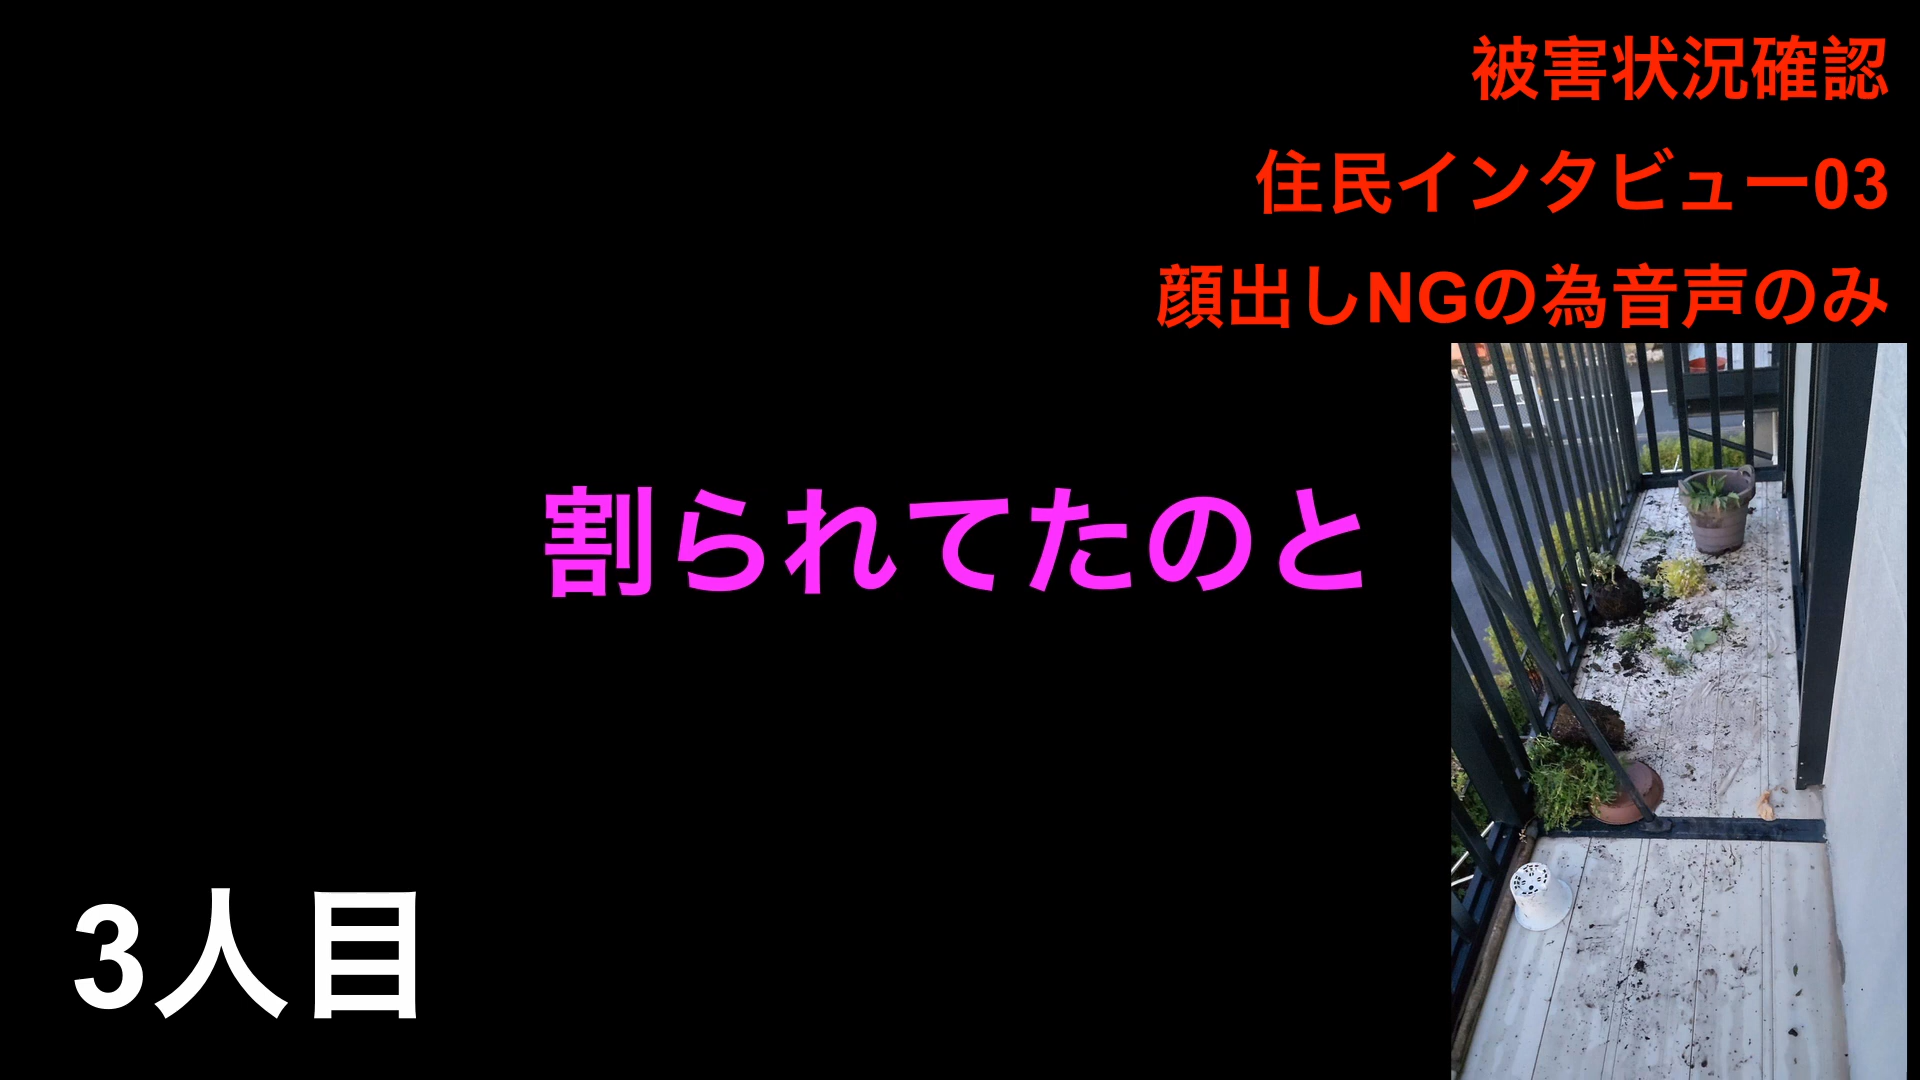 被害状況確認
住民インタビュー03
顔出しNGの為音声のみ
割られてたのと
3人目